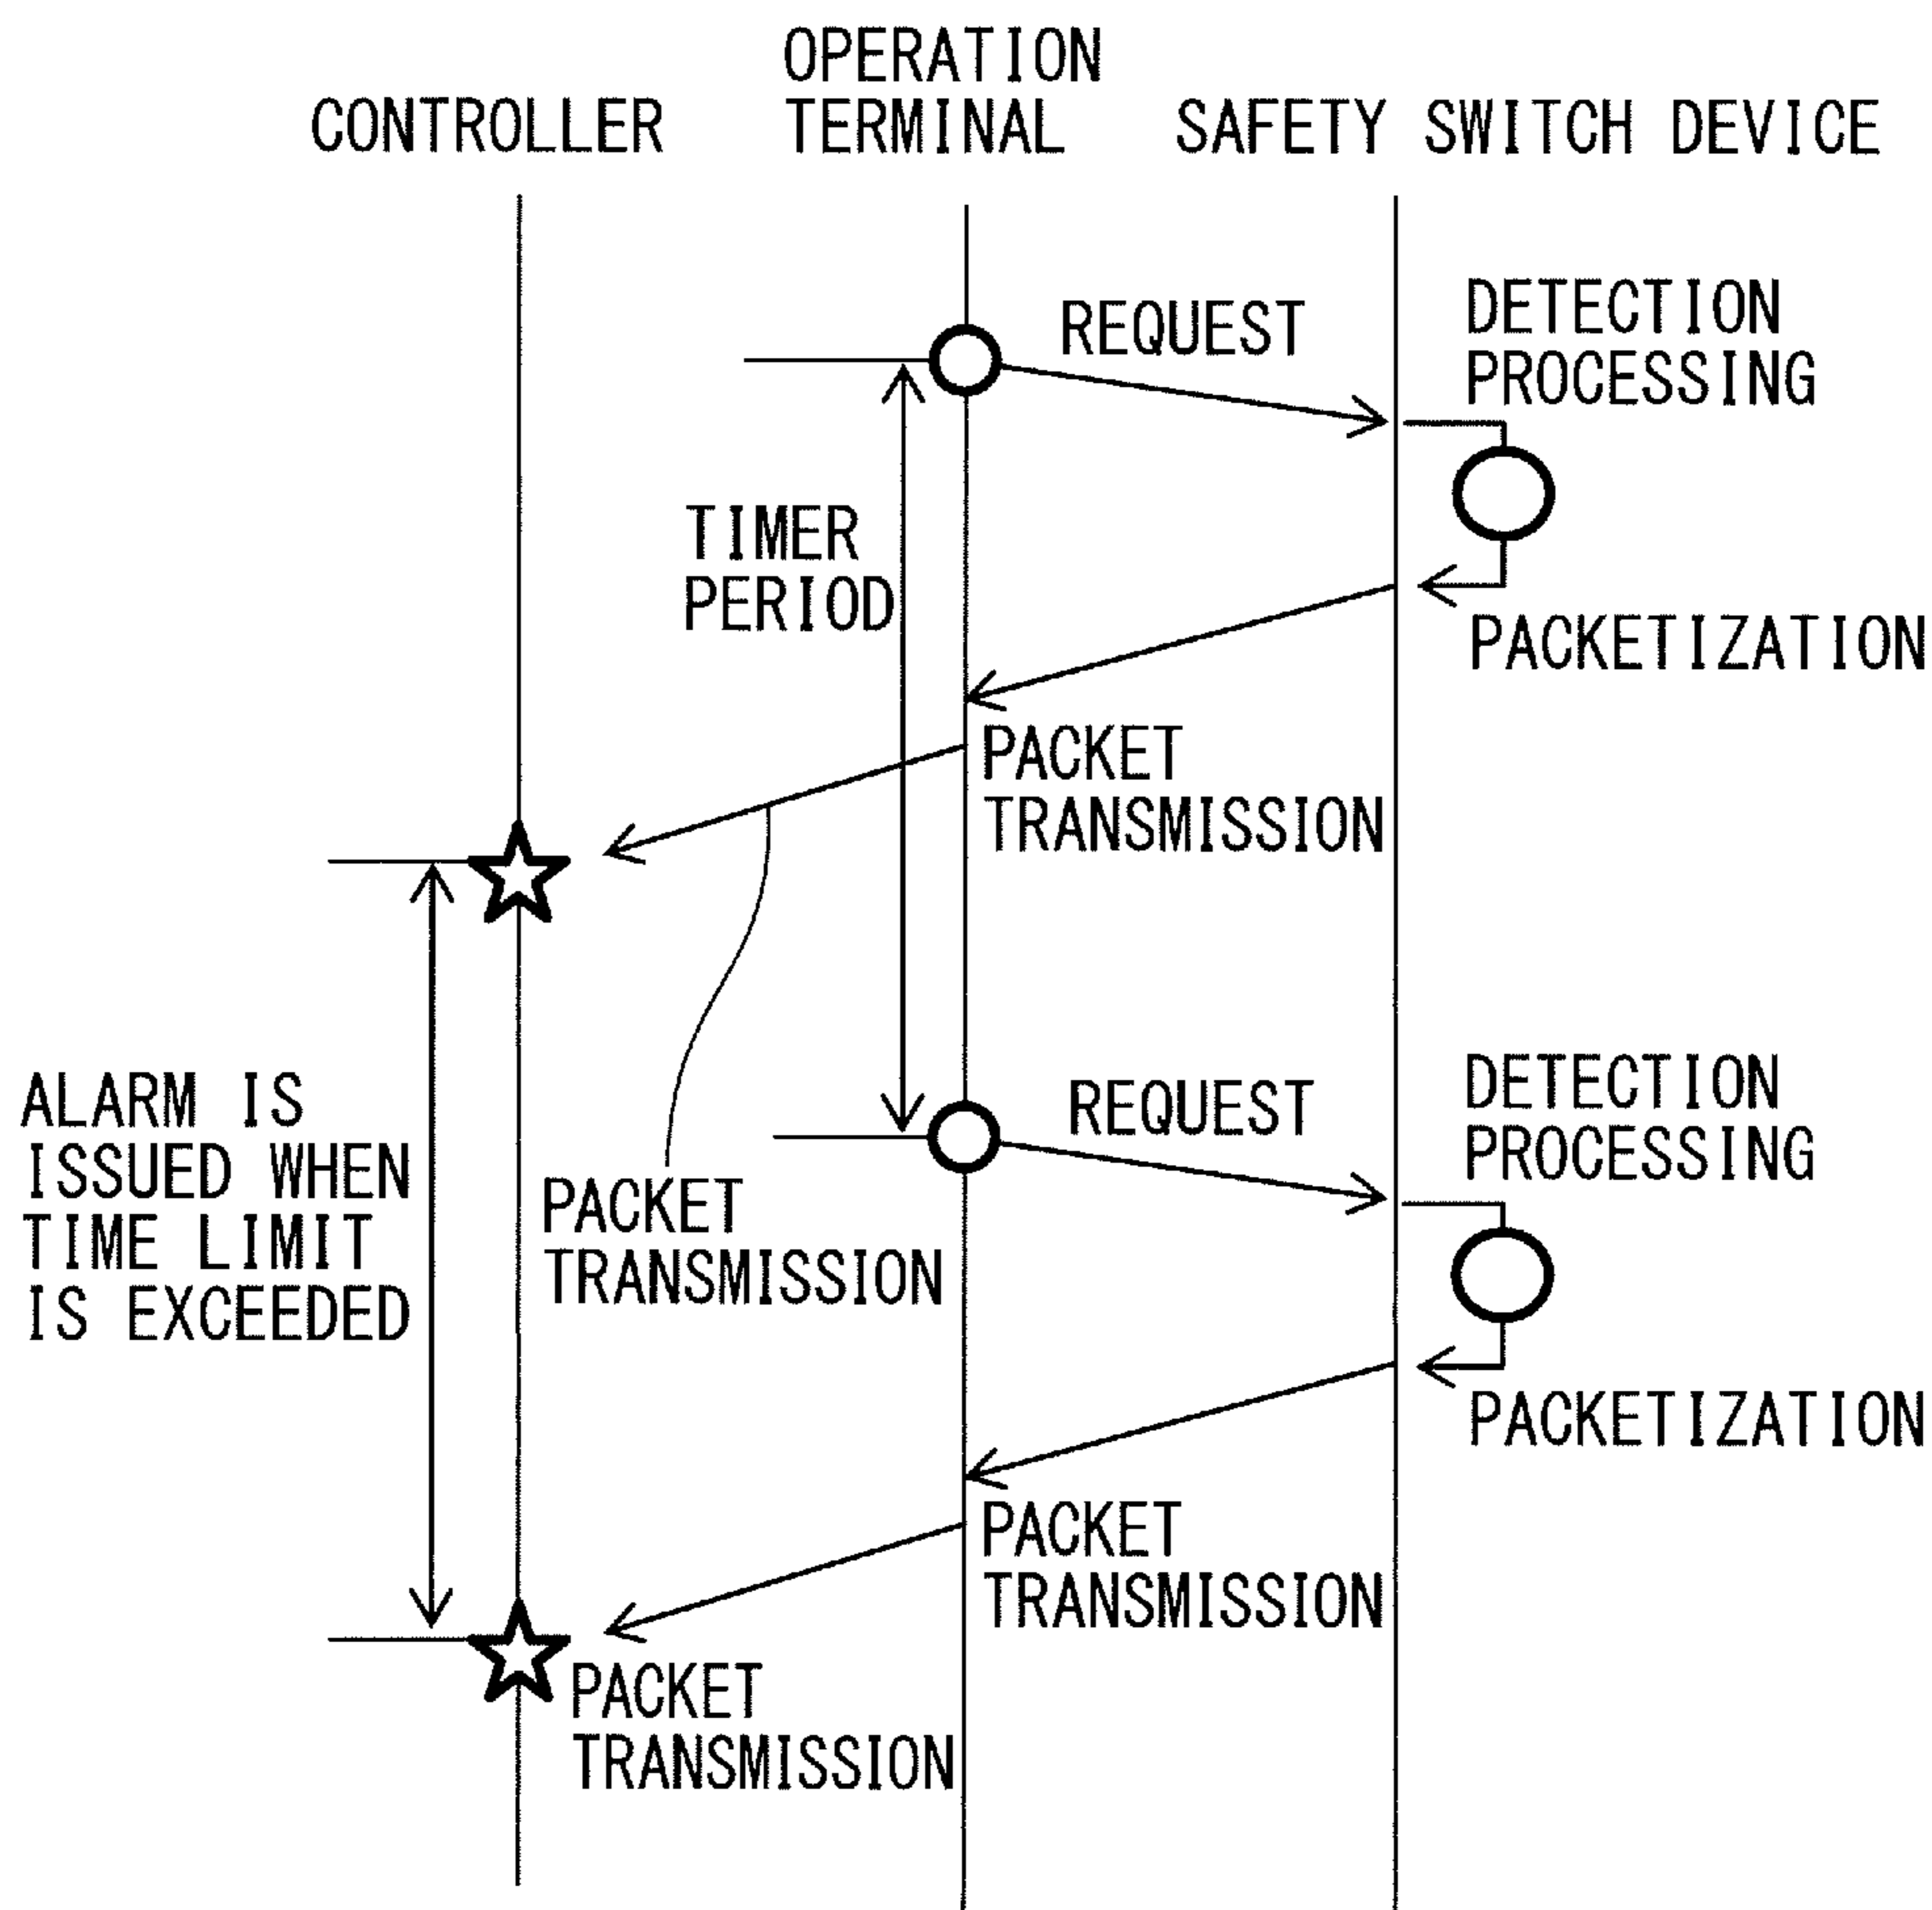 CONTROLLER
OPERATION
TERMINAL
SAFETY SWITCH DEVICE
REQUEST
DETECTION
PROCESSING
TIMER
PERIOD
PACKETIZATION
PACKET
TRANSMISSION
ALARM IS
ISSUED WHEN
TIME LIMIT
IS EXCEEDED
PACKET
TRANSMISSION
REQUEST
DETECTION
PROCESSING
PACKETIZATION
PACKET
TRANSMISSION
PACKET
TRANSMISSION